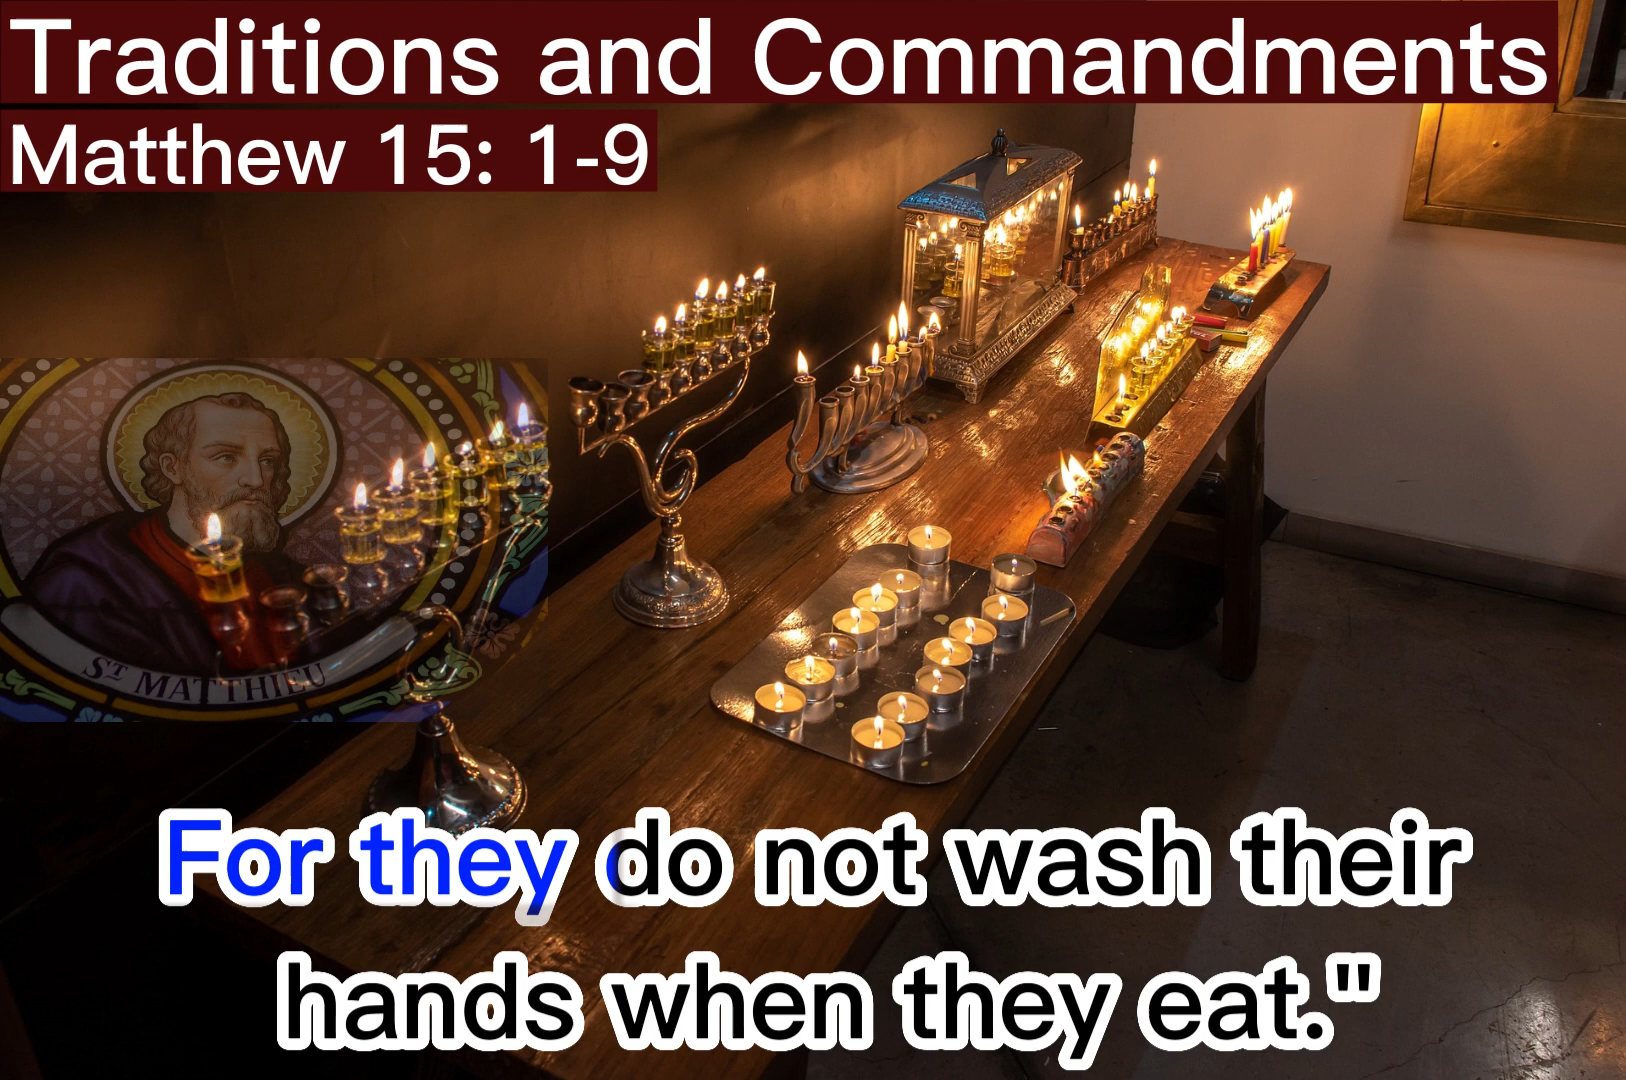 Traditions and Commandments
Matthew 15: 1-9
ST MATTHIEU
For they do not wash their
hands when they eat."